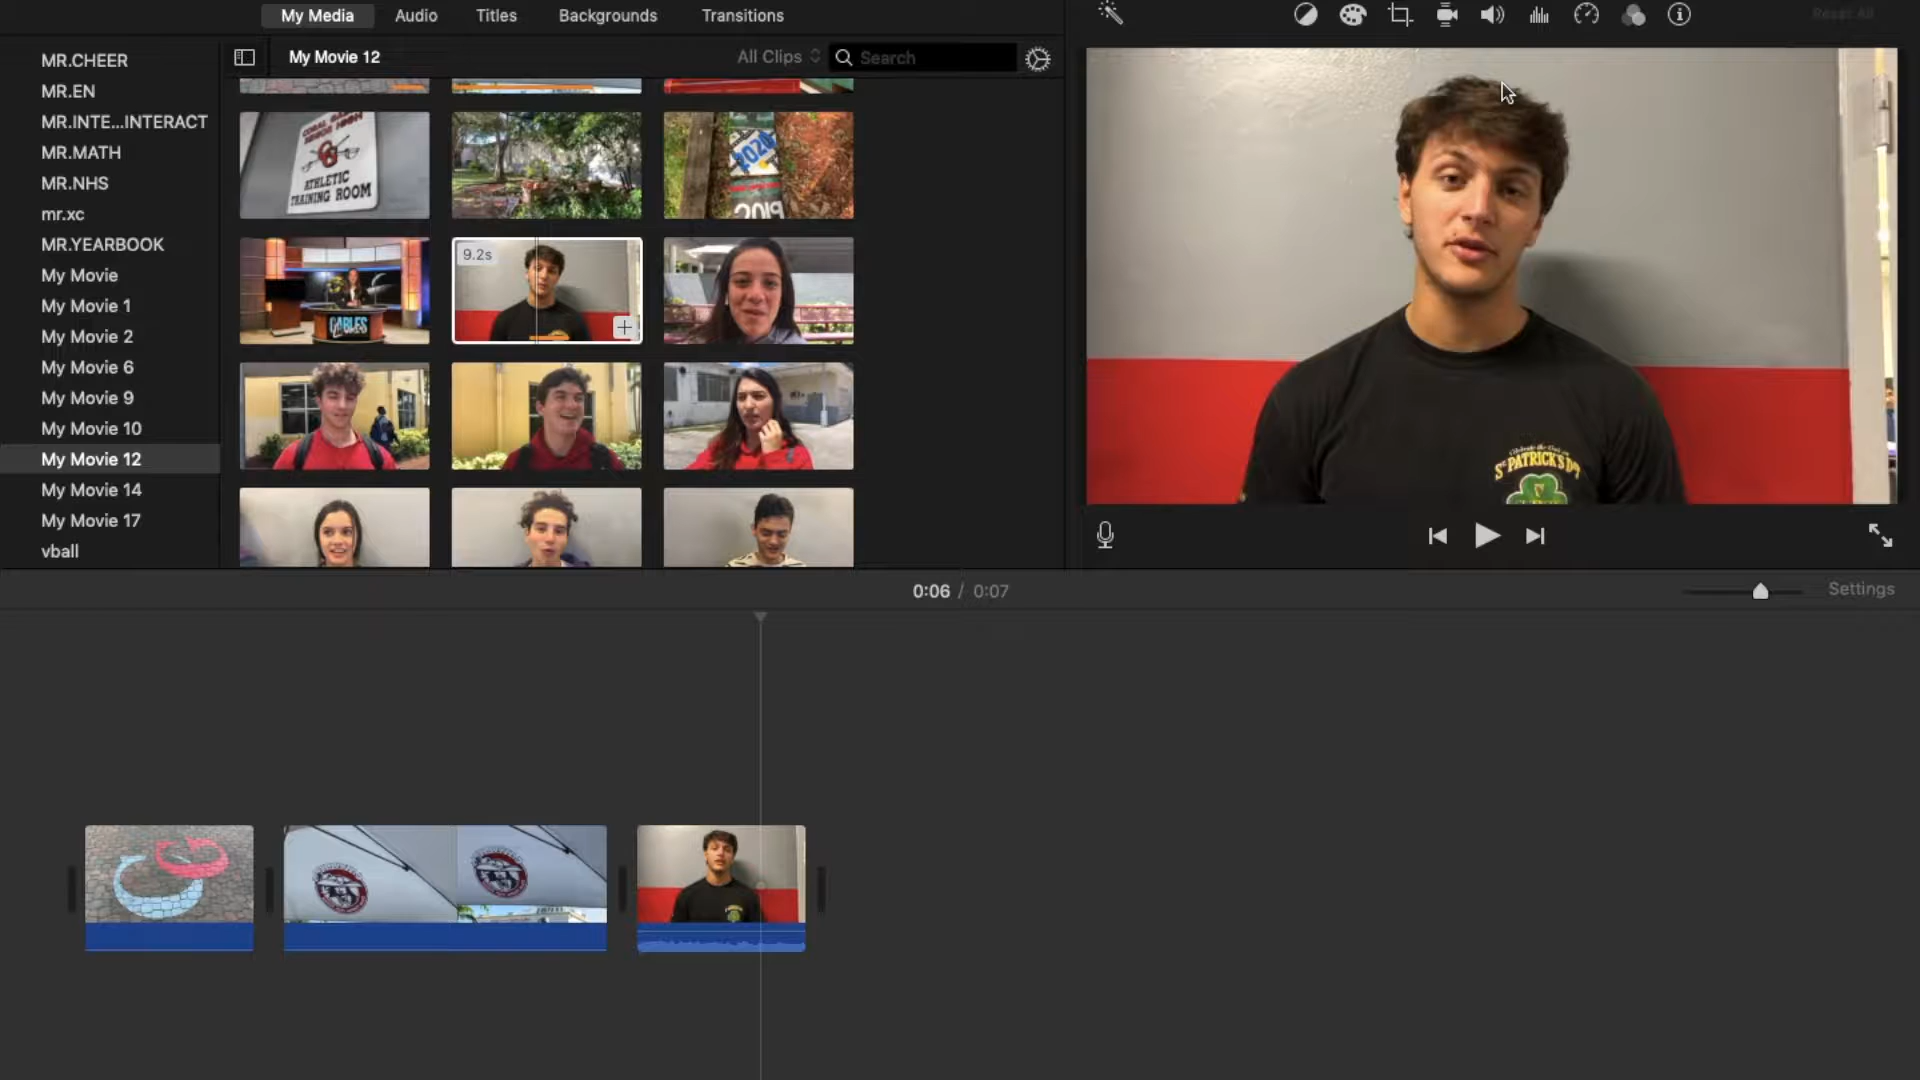 My Media
Audio
Titles
Backgrounds
Transitions
Reset All
MR.CHEER
MR.EN
MR.INTE...INTERACT
MR.MATH
MR.NHS
mr.xc
MR.YEARBOOK
My Movie
My Movie 1
My Movie 2
My Movie 6
My Movie 9
My Movie 10
My Movie 12
My Movie 14
My Movie 17
vball
My Movie 12
All Clips
Search
ATHLETIC
TRAINING ROOM
2020
9.2s
GABLES
ST PATRICK'S DAY
0:06 / 0:07
Settings